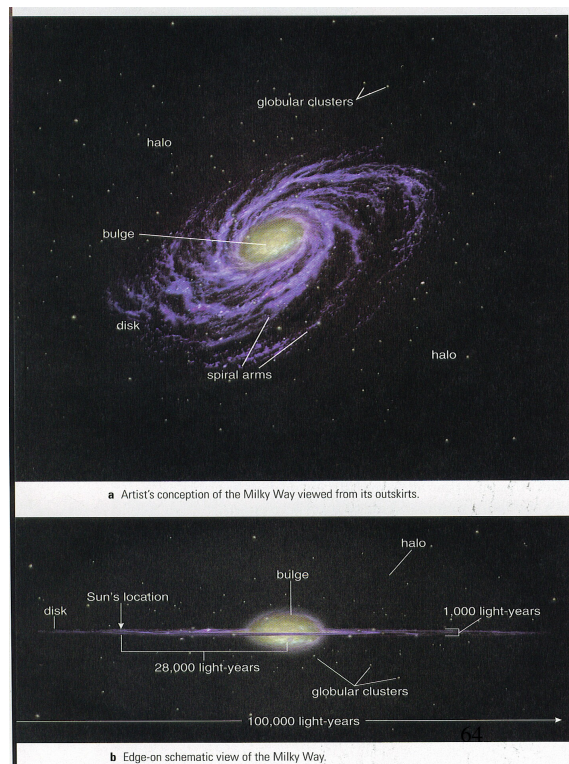 globular clusters
halo
bulge
disk
halo
spiral arms
a Artist's conception of the Milky Way viewed from its outskirts.
halo
bulge
Sun's location
disk
1,000 light-years
28,000 light-years
globular clusters
100,000 light-years
64
b Edge-on schematic view of the Milky Way.